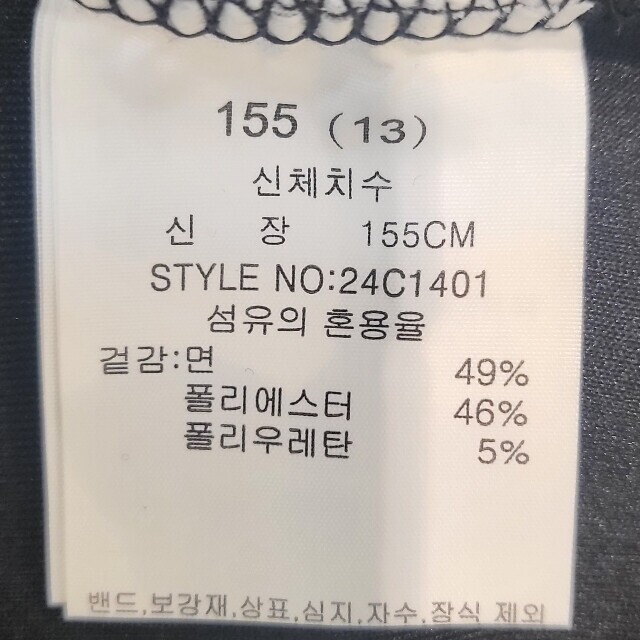 155 (13)
신체치수
신 장 155CM
STYLE NO:24C1401
섬유의 혼용율
겉감:면 49%
폴리에스터 46%
폴리우레탄 5%
밴드,보강재,상표,심지,자수,장식 제외